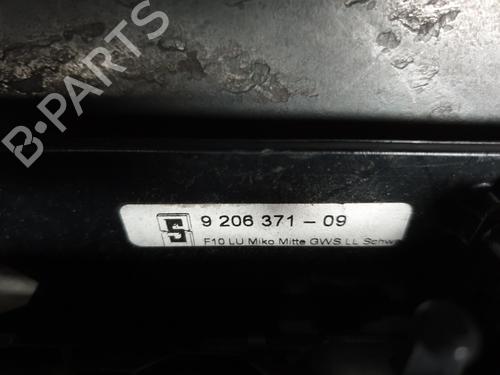 B-PARTS
S 9 206 371 - 09
F10 LU Miko Mitte GWS LL Schw